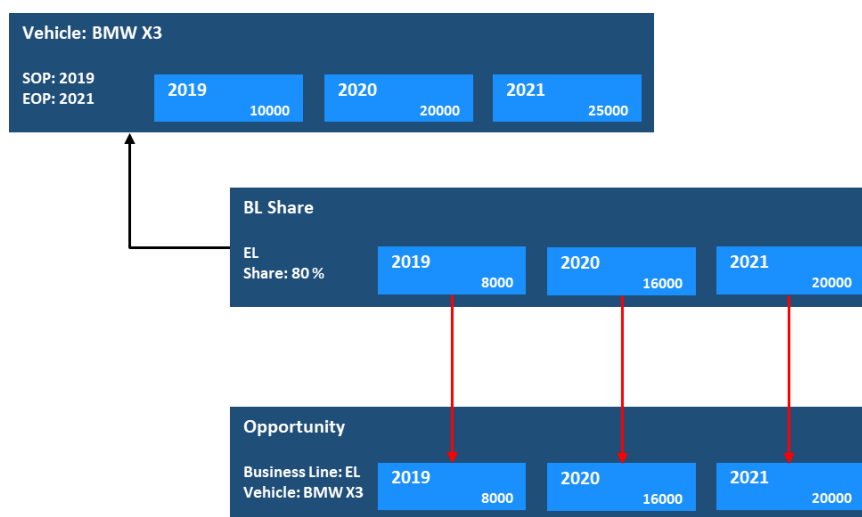 Vehicle: BMW X3
SOP: 2019
EOP: 2021
2019
10000
2020
20000
2021
25000
BL Share
EL
Share: 80 %
2019
8000
2020
16000
2021
20000
Opportunity
Business Line: EL
Vehicle: BMW X3
2019
8000
2020
16000
2021
20000